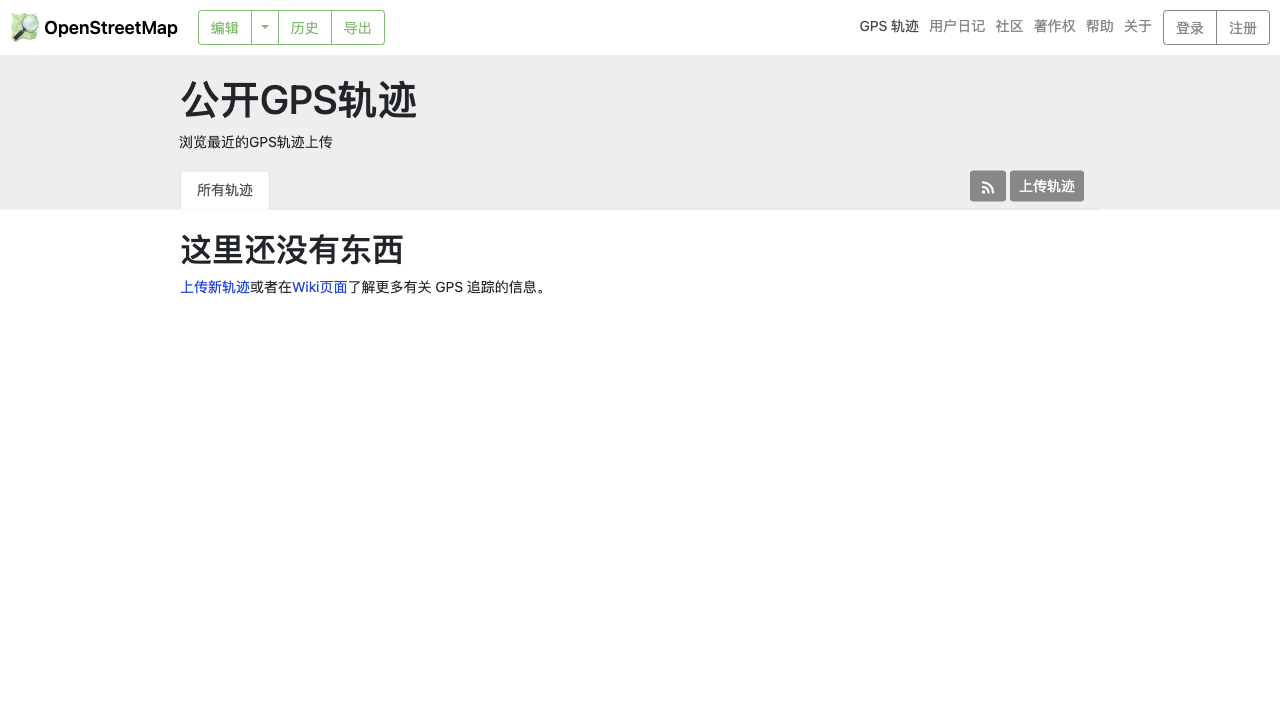 OpenStreetMap 编辑 历史 导出 GPS 轨迹 用户日记 社区 著作权 帮助 关于 登录 注册
公开GPS轨迹
浏览最近的GPS轨迹上传
所有轨迹 上传轨迹
这里还没有东西
上传新轨迹或者在Wiki页面了解更多有关 GPS 追踪的信息。